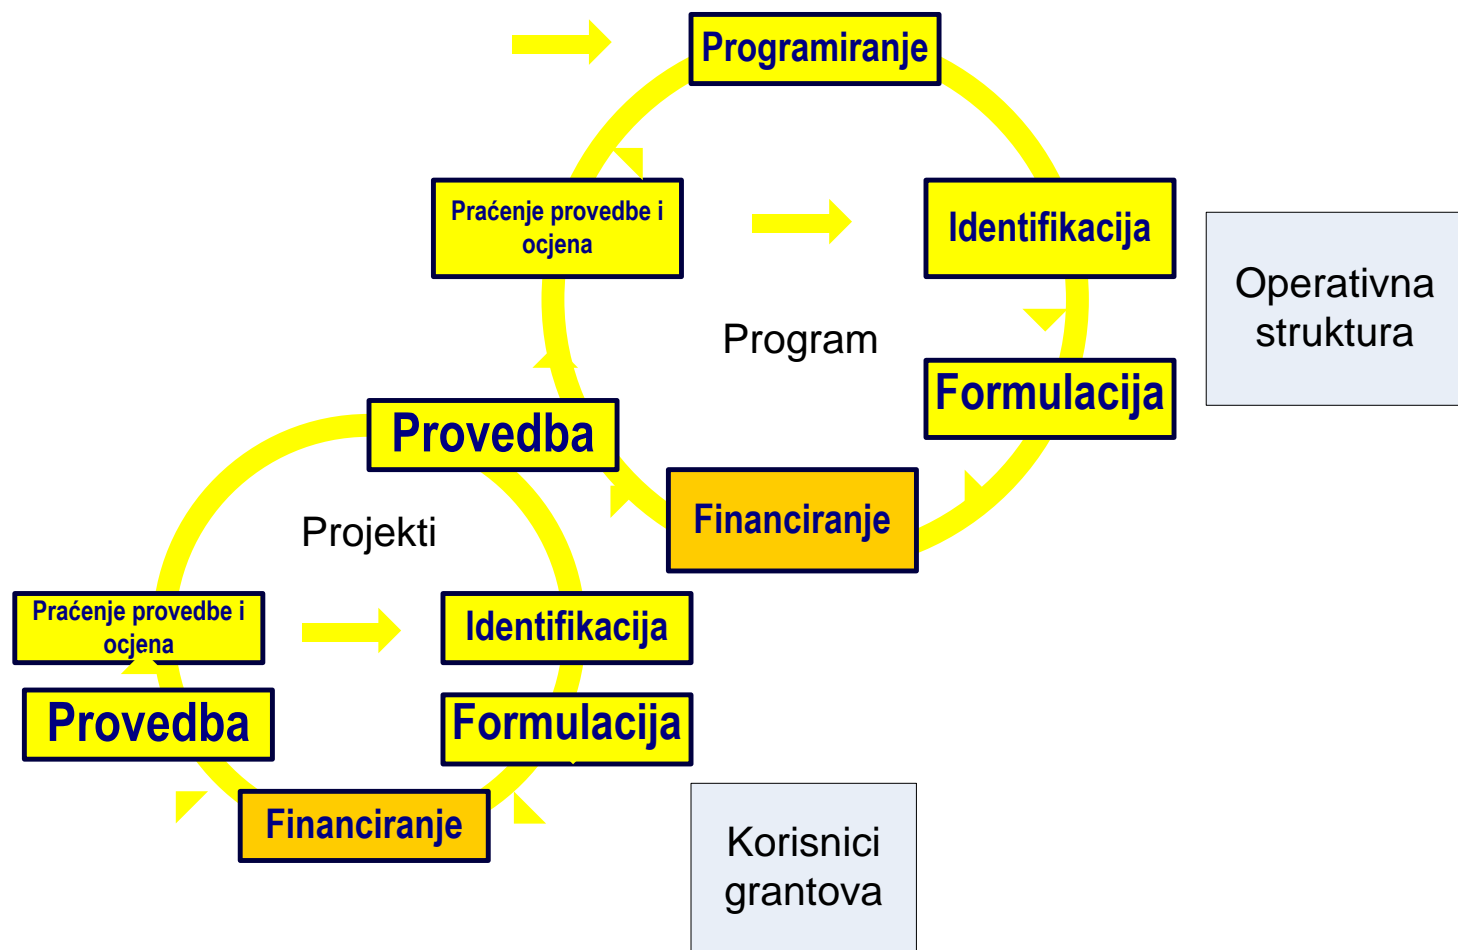 Programiranje
Praćenje provedbe i
ocjena
Identifikacija
Operativna
struktura
Program
Formulacija
Provedba
Financiranje
Projekti
Praćenje provedbe i
ocjena
Identifikacija
Provedba
Formulacija
Financiranje
Korisnici
grantova